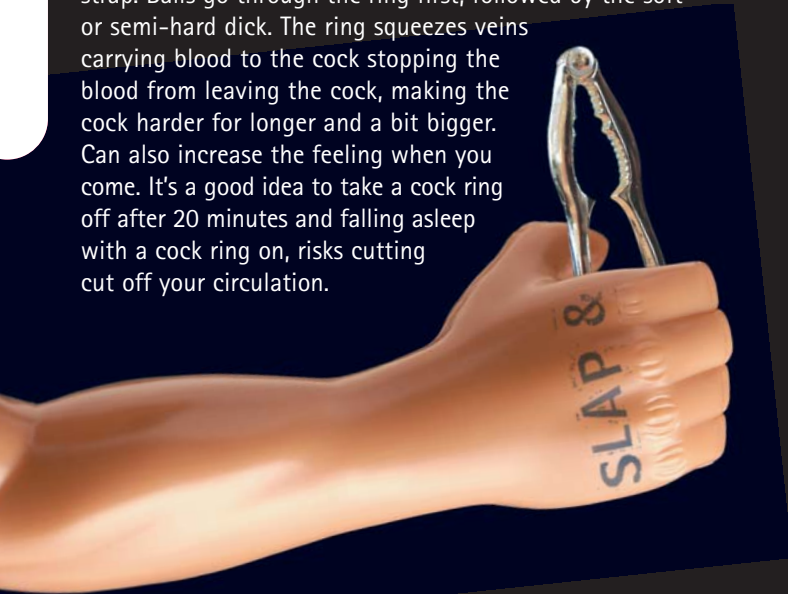 strap. Balls go through the ring first, followed by the soft
or semi-hard dick. The ring squeezes veins
carrying blood to the cock stopping the
blood from leaving the cock, making the
cock harder for longer and a bit bigger.
Can also increase the feeling when you
come. It's a good idea to take a cock ring
off after 20 minutes and falling asleep
with a cock ring on, risks cutting
cut off your circulation.
SLAP &